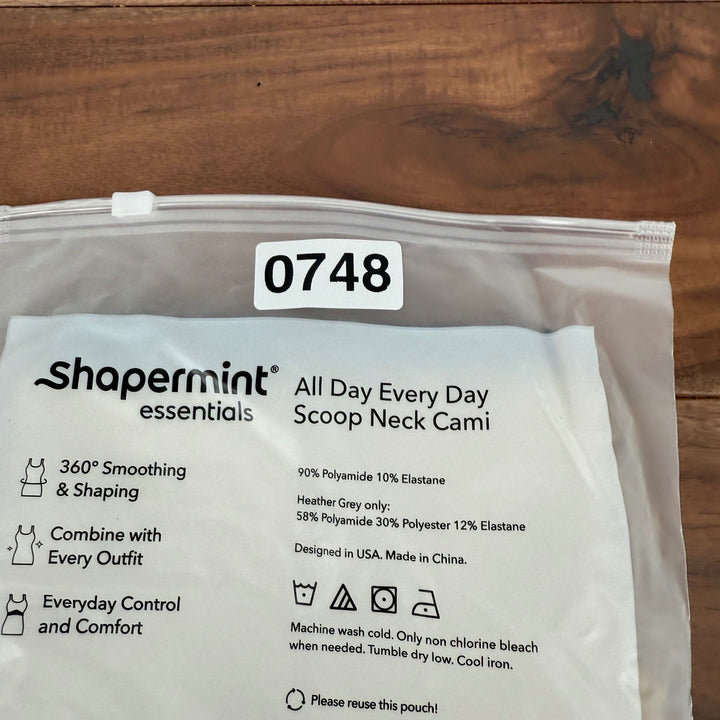 0748
Shapermint®
essentials
All Day Every Day
Scoop Neck Cami
360° Smoothing
& Shaping
Combine with
Every Outfit
Everyday Control
and Comfort
90% Polyamide 10% Elastane
Heather Grey only:
58% Polyamide 30% Polyester 12% Elastane
Designed in USA. Made in China.
Machine wash cold. Only non chlorine bleach
when needed. Tumble dry low. Cool iron.
Please reuse this pouch!